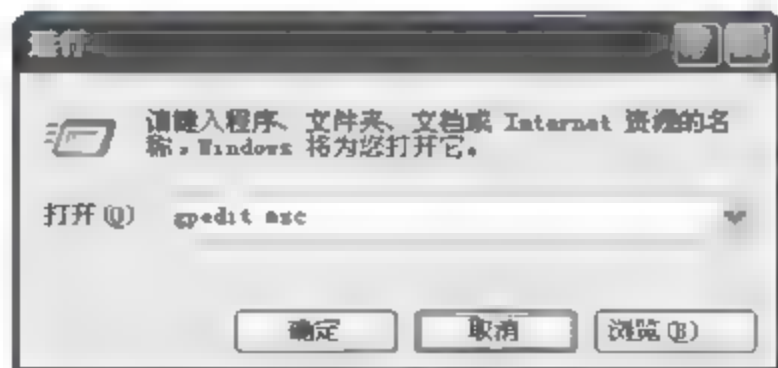 运行
请键入程序、文件夹、文档或 Internet 资源的名
称，Windows 将为您打开它。
打开(O) gpedit msc
确定 取消 浏览(B)